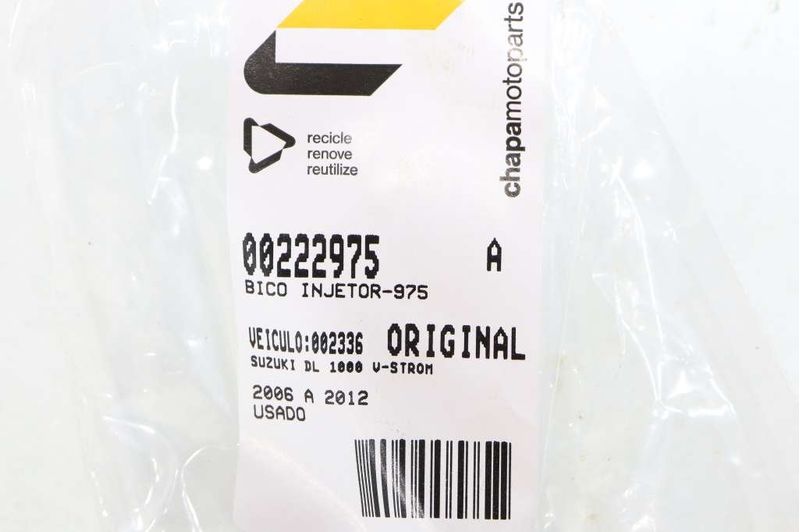 chapamotoparts
recicle
renove
reutilize
00222975 A
BICO INJETOR-975
VEICULO:002336 ORIGINAL
SUZUKI DL 1000 V-STROM
2006 A 2012
USADO